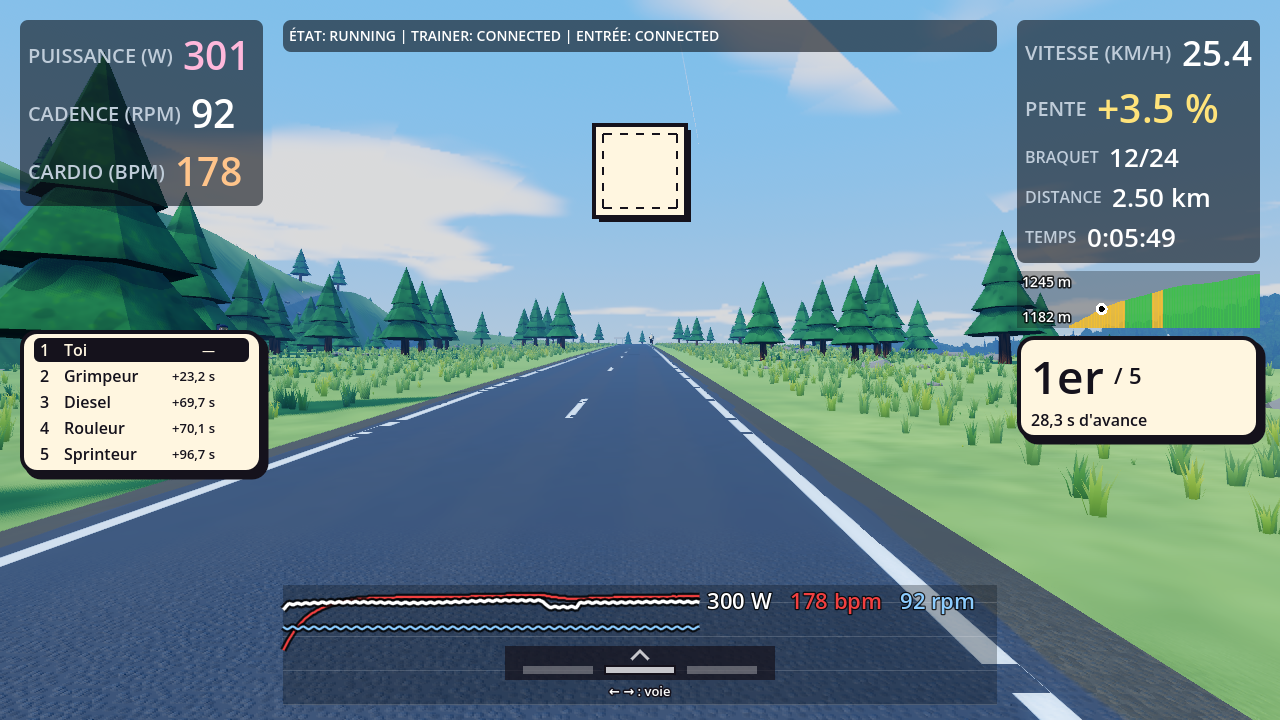 PUISSANCE (W) 301
CADENCE (RPM) 92
CARDIO (BPM) 178
ÉTAT: RUNNING | TRAINER: CONNECTED | ENTRÉE: CONNECTED
VITESSE (KM/H) 25.4
PENTE +3.5 %
BRAQUET 12/24
DISTANCE 2.50 km
TEMPS 0:05:49
1245 m
1182 m
1 Toi —
2 Grimpeur +23,2 s
3 Diesel +69,7 s
4 Rouleur +70,1 s
5 Sprinteur +96,7 s
1er / 5
28,3 s d'avance
300 W 178 bpm 92 rpm
← → : voie